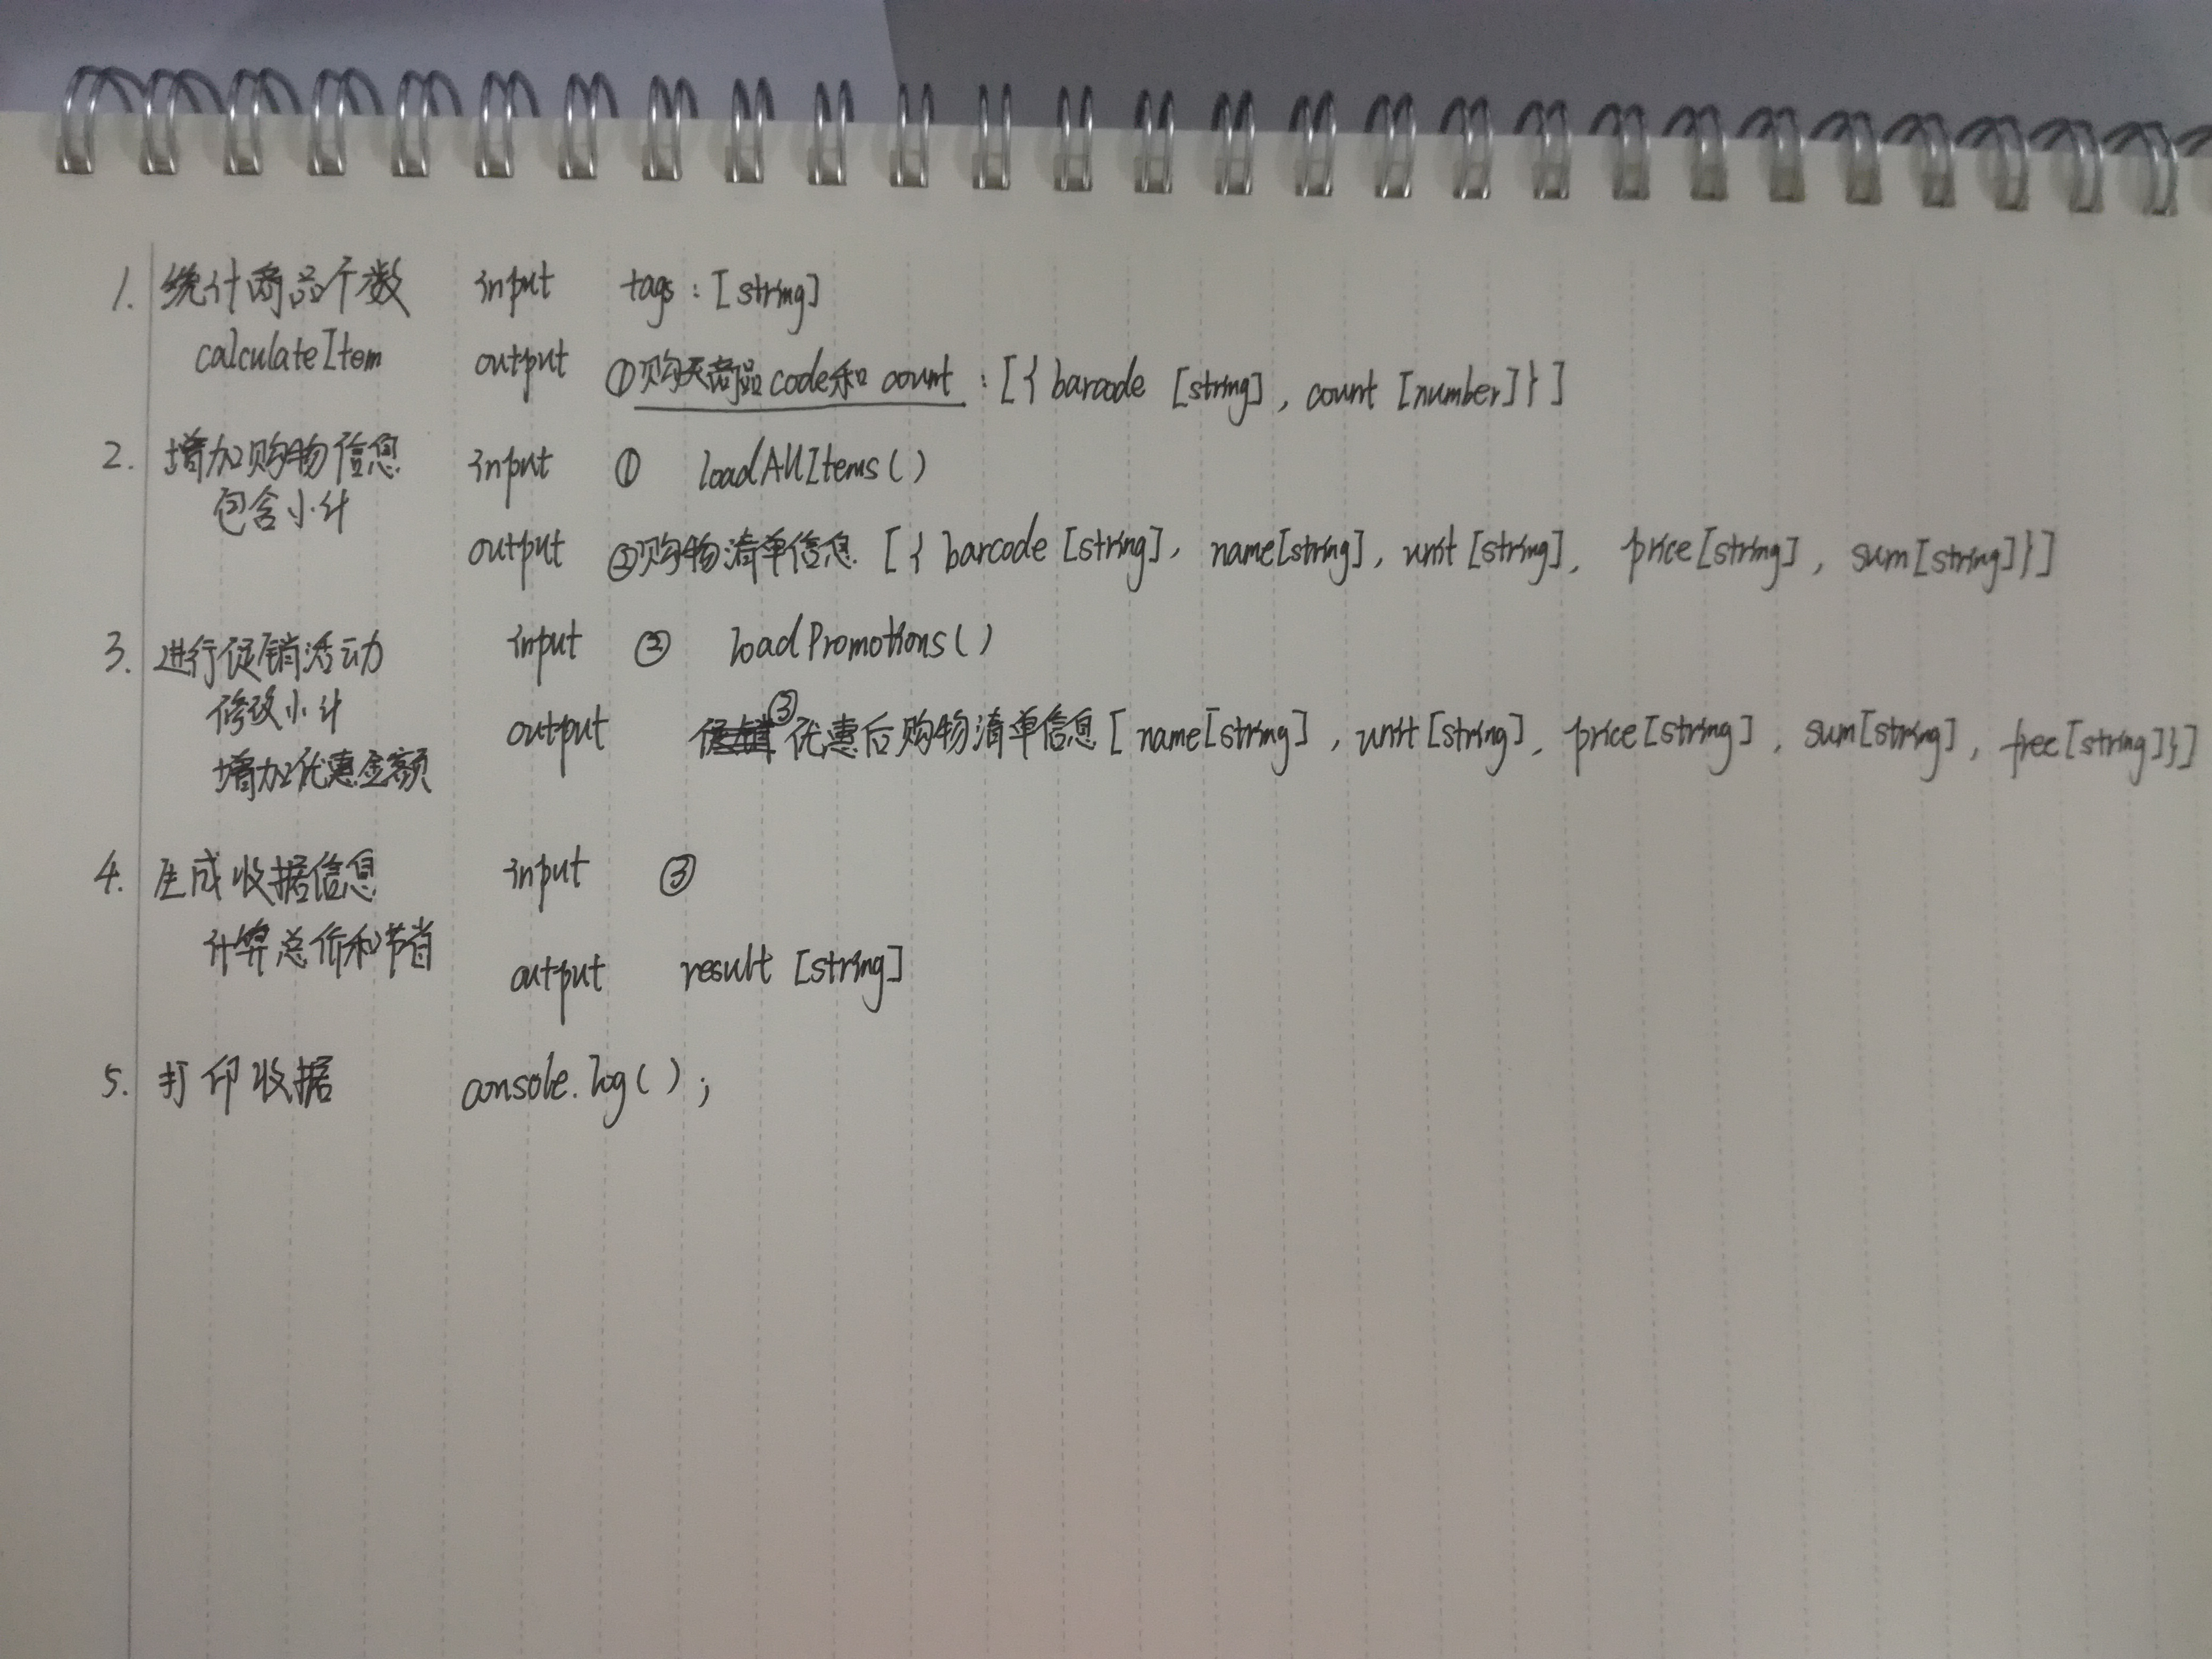 1. 统计商品个数 input tags : [string]
calculateItem output ①购买商品code和 count : [{ barcode [string], count [number]}]
2. 增加购物信息 input ① loadAllItems()
包含小计
output ②购物清单信息 [{ barcode [string], name[string], unit [string], price[string], sum[string]}]
3. 进行促销活动 input ② loadPromotions()
修改小计
output ③优惠后购物清单信息 [ name[string], unit[string], price[string], sum[string], free[string]}]
增加优惠金额
4. 生成收据信息 input ③
计算总价和节省
output result [string]
5. 打印收据 console.log();